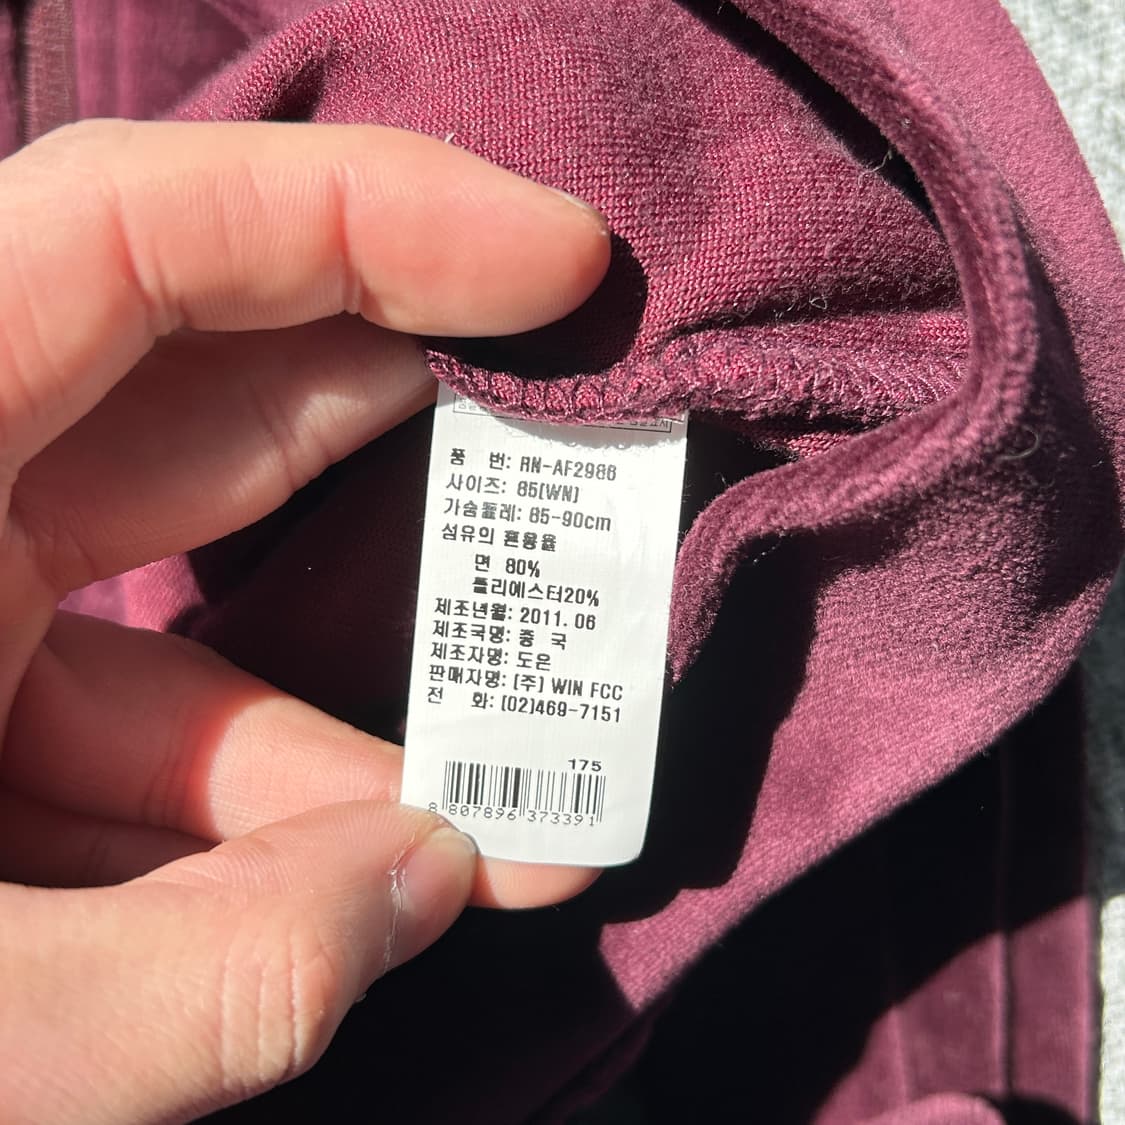 품 번: RN-AF2986
사이즈: 85(WN)
가슴둘레: 85-90cm
섬유의 혼용율
면 80%
폴리에스터20%
제조년월: 2011. 06
제조국명: 중 국
제조자명: 도은
판매자명: (주) WIN FCC
전 화: (02)469-7151
175
8 807896 373391